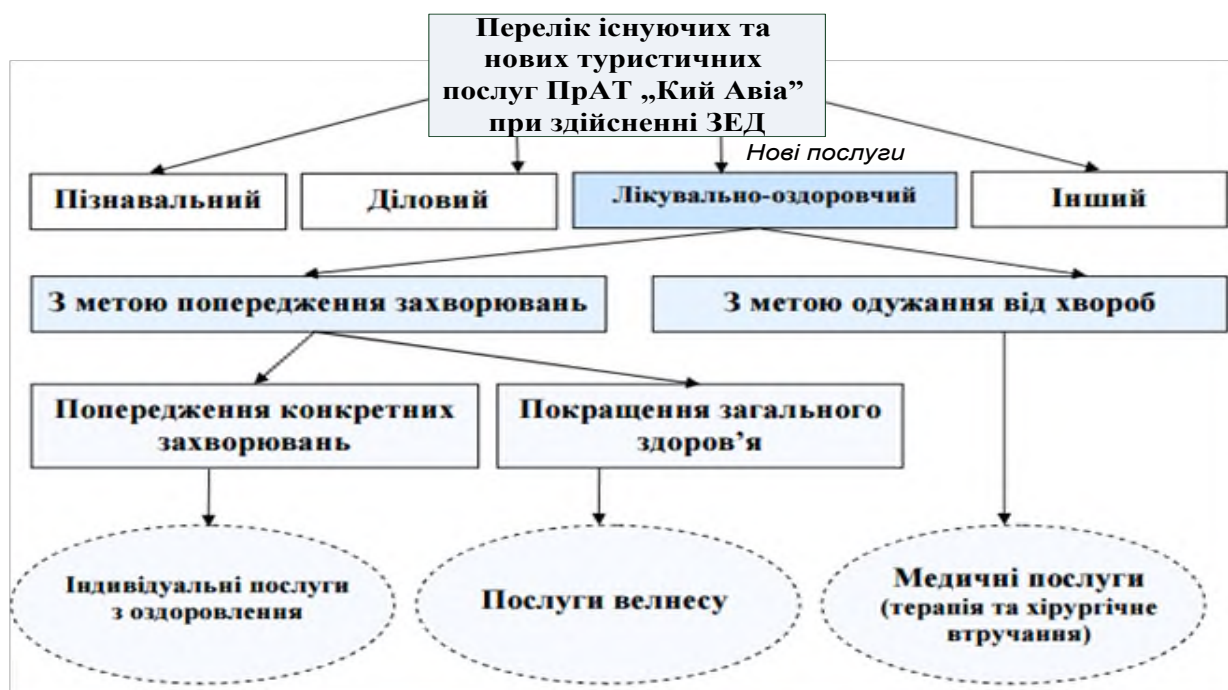 Перелік існуючих та
нових туристичних
послуг ПрАТ „Кий Авіа”
при здійсненні ЗЕД
Нові послуги
Пізнавальний
Діловий
Лікувально-оздоровчий
Інший
З метою попередження захворювань
З метою одужання від хвороб
Попередження конкретних
захворювань
Покращення загального
здоров’я
Індивідуальні послуги
з оздоровлення
Послуги велнесу
Медичні послуги
(терапія та хірургічне
втручання)